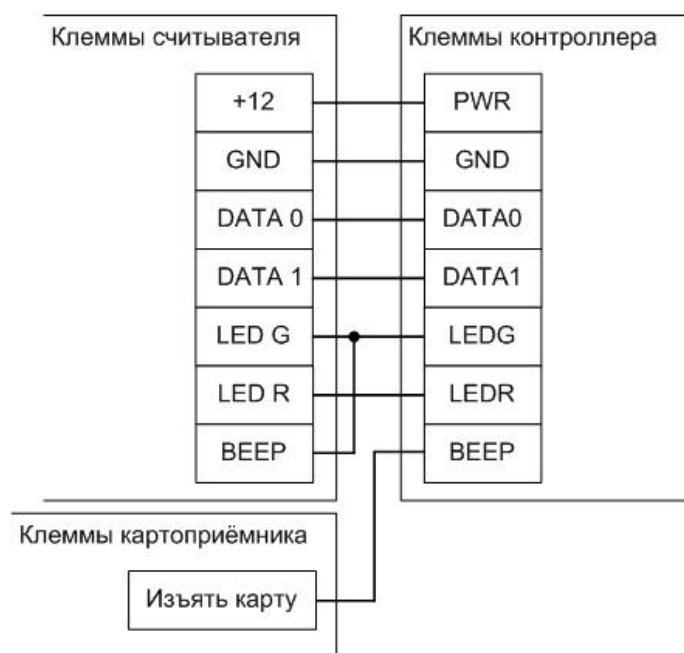 Клеммы считывателя
Клеммы контроллера
+12
PWR
GND
GND
DATA 0
DATA0
DATA 1
DATA1
LED G
LEDG
LED R
LEDR
BEEP
BEEP
Клеммы картоприёмника
Изъять карту